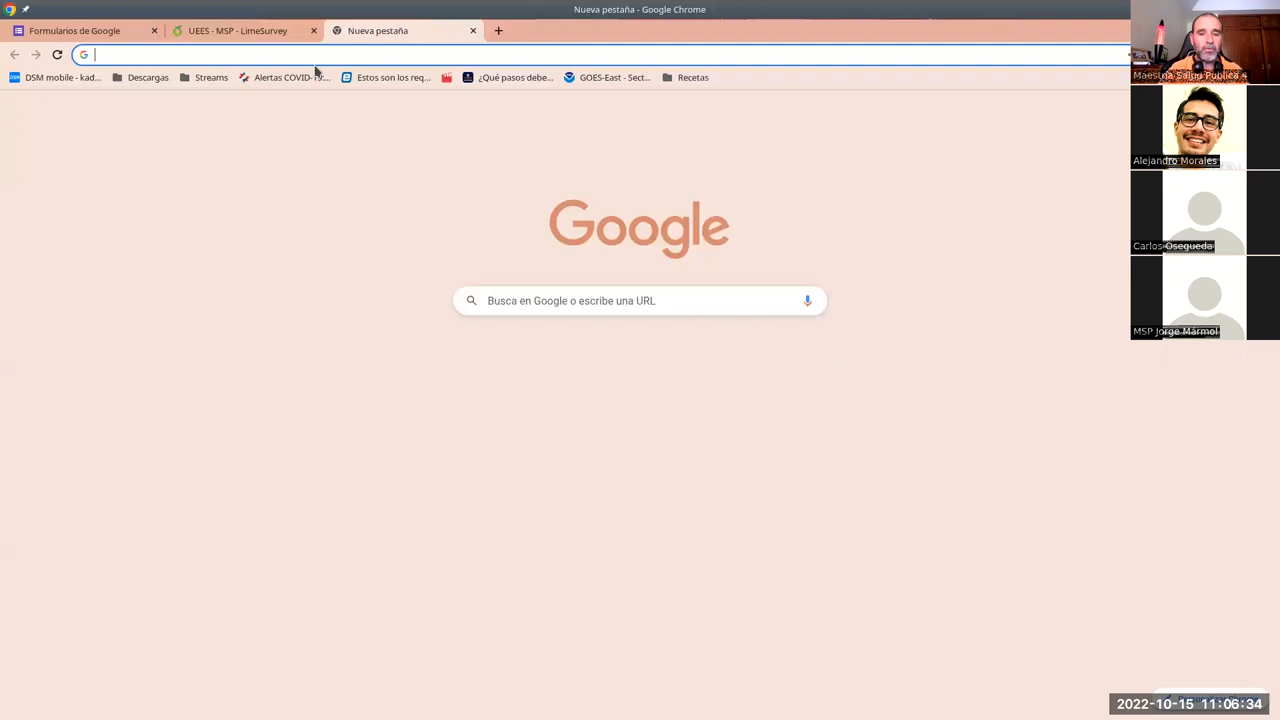 Nueva pestaña - Google Chrome
Formularios de Google
UEES - MSP - LimeSurvey
Nueva pestaña
DSM mobile - kad...
Descargas
Streams
Alertas COVID-19:...
Estos son los req...
¿Qué pasos debe...
GOES-East - Sect...
Recetas
Google
Busca en Google o escribe una URL
Maestria Salud Publica 4
Alejandro Morales
Carlos Osegueda
MSP Jorge Mármol
2022-10-15 11:06:34